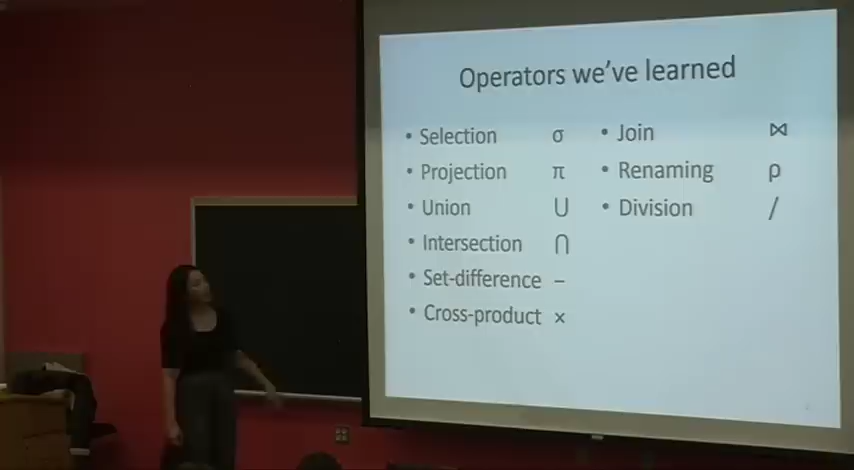 Operators we've learned
• Selection σ
• Projection π
• Union ∪
• Intersection ∩
• Set-difference −
• Cross-product ×
• Join ⋈
• Renaming ρ
• Division /